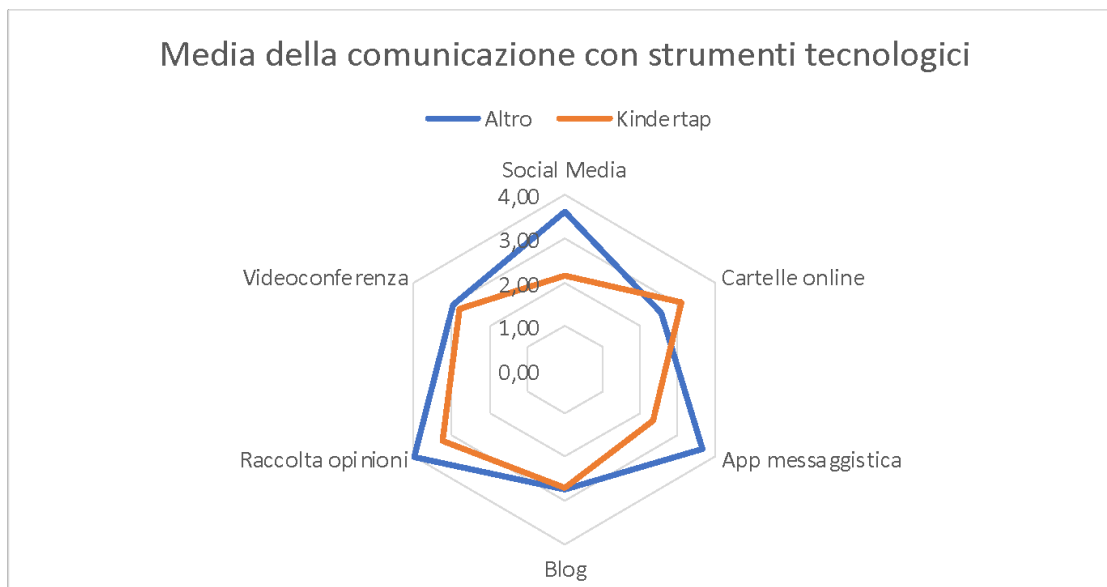 Media della comunicazione con strumenti tecnologici
Altro Kindertap
Social Media
4,00
3,00
Videoconferenza
Cartelle online
2,00
1,00
0,00
Raccolta opinioni
App messaggistica
Blog